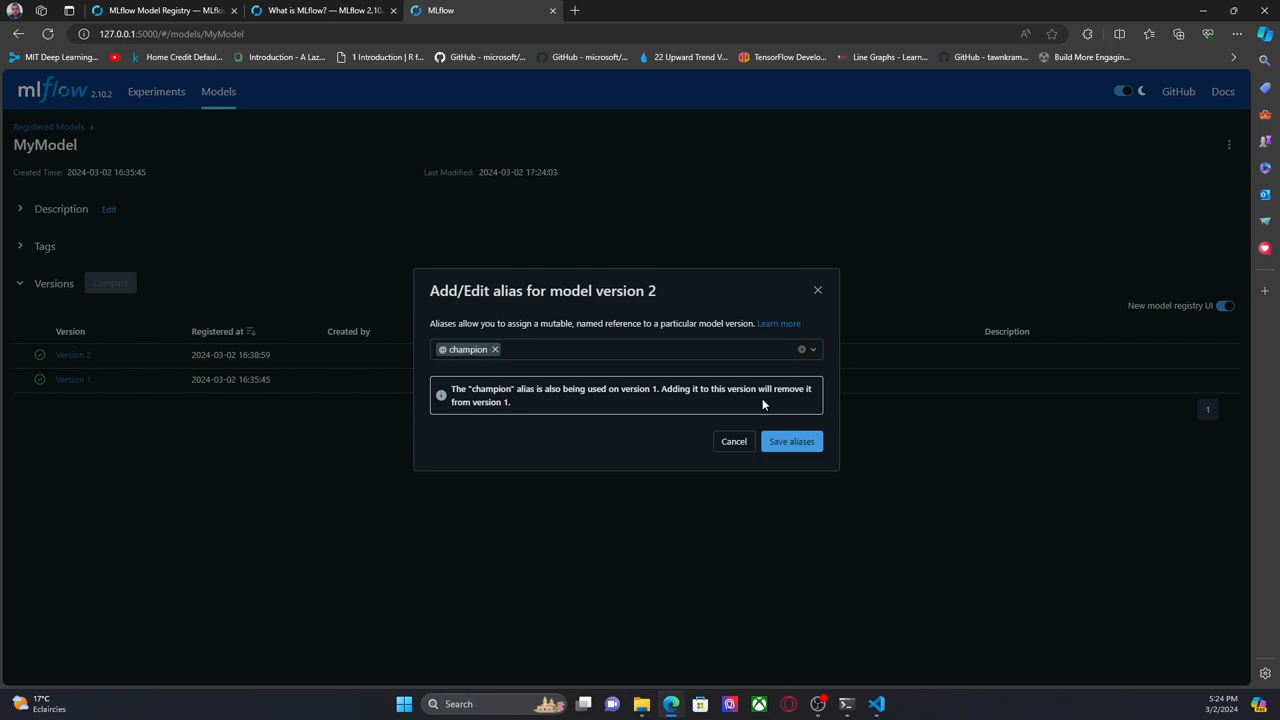 MLflow Model Registry — MLflo
What is MLflow? — MLflow 2.10.
MLflow
127.0.0.1:5000/#/models/MyModel
MIT Deep Learning...
Home Credit Defaul...
Introduction - A Laz...
1 Introduction | R f...
GitHub - microsoft/...
GitHub - microsoft/...
22 Upward Trend V...
TensorFlow Develo...
Line Graphs - Learn...
GitHub - tawnkram...
Build More Engagin...
mlflow 2.10.2
Experiments
Models
GitHub
Docs
Registered Models
MyModel
Created Time: 2024-03-02 16:35:45
Last Modified: 2024-03-02 17:24:03
Description Edit
Tags
Versions Compare
New model registry UI
Version Registered at Created by Description
Version 2 2024-03-02 16:38:59
Version 1 2024-03-02 16:35:45
1
Add/Edit alias for model version 2
Aliases allow you to assign a mutable, named reference to a particular model version. Learn more
@ champion
The "champion" alias is also being used on version 1. Adding it to this version will remove it
from version 1.
Cancel
Save aliases
17°C
Eclaircies
Search
5:24 PM
3/2/2024